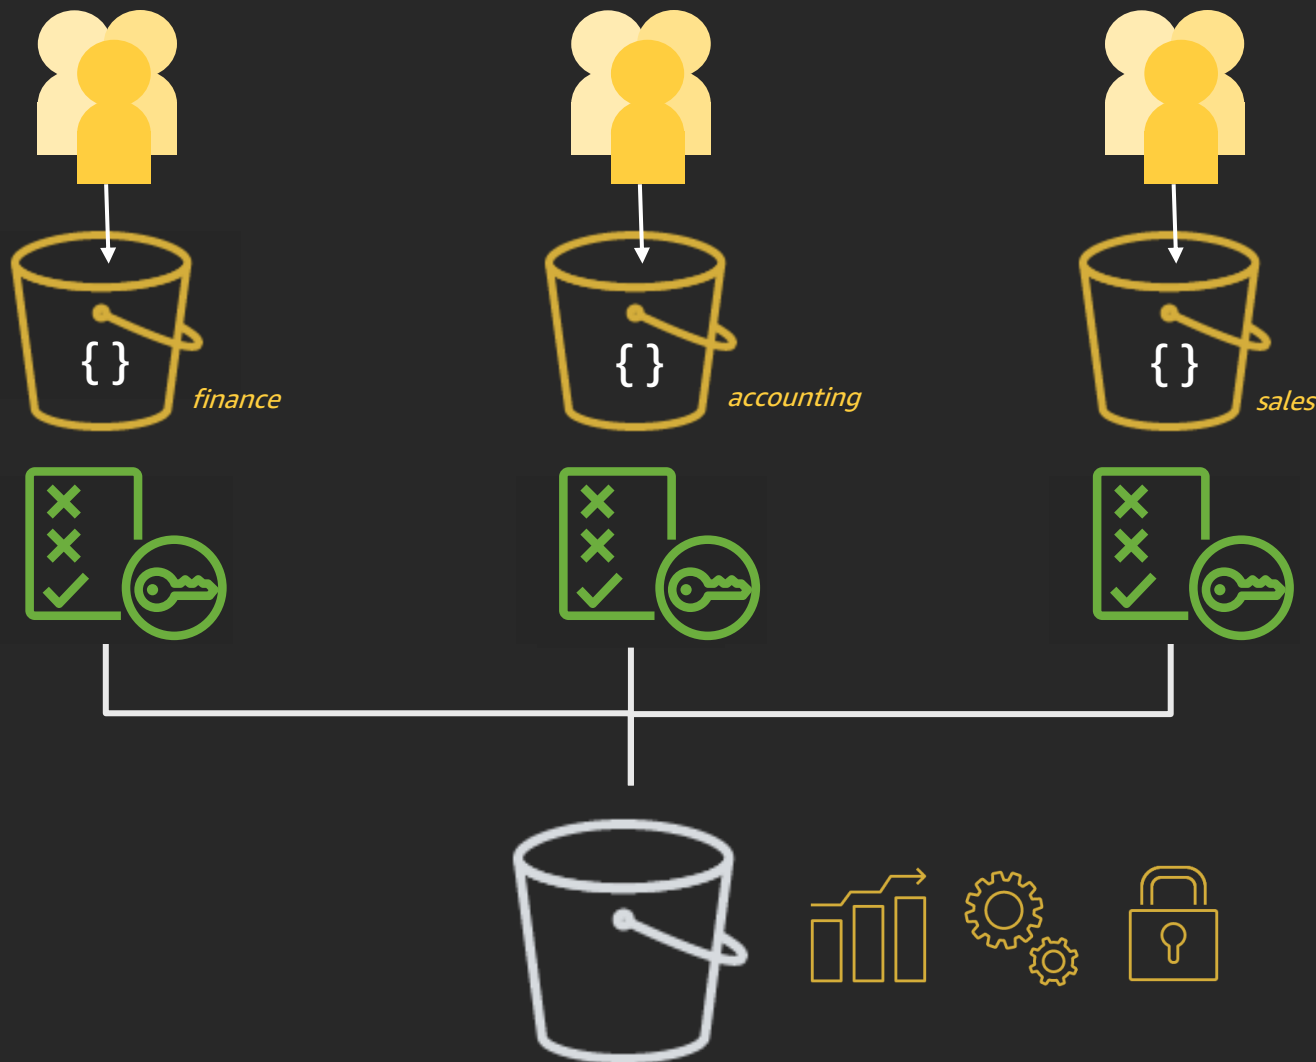 { }
finance
{ }
accounting
{ }
sales